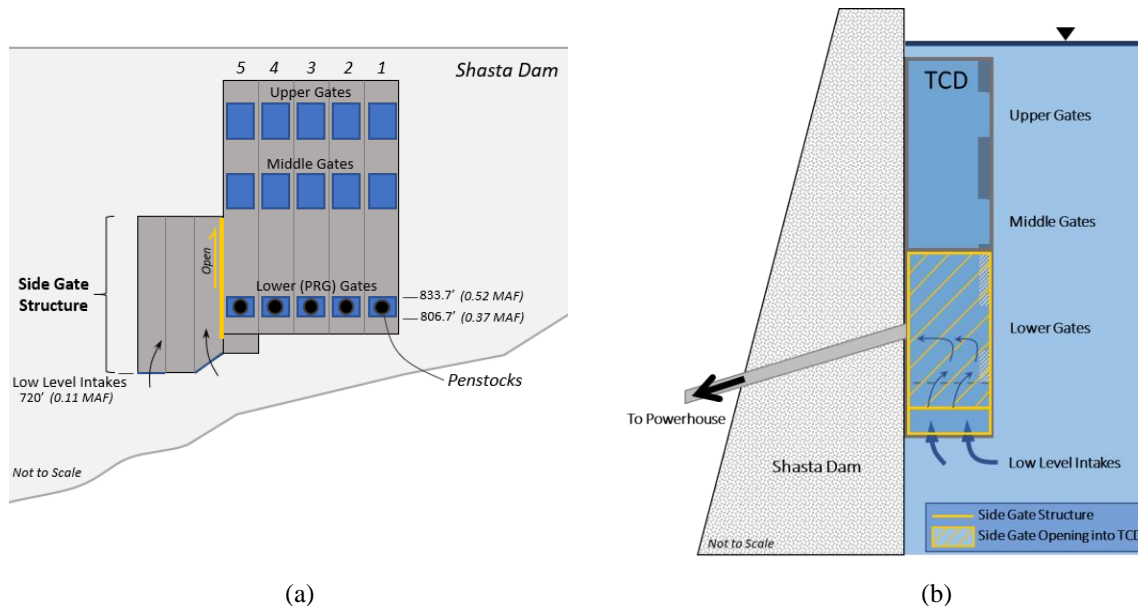 Shasta Dam
5 4 3 2 1
Upper Gates
Middle Gates
Open
Side Gate
Structure
Lower (PRG) Gates
833.7' (0.52 MAF)
806.7' (0.37 MAF)
Low Level Intakes
720' (0.11 MAF)
Penstocks
Not to Scale
(a)
TCD
Upper Gates
Middle Gates
Lower Gates
To Powerhouse
Shasta Dam
Low Level Intakes
Side Gate Structure
Side Gate Opening into TCD
Not to Scale
(b)